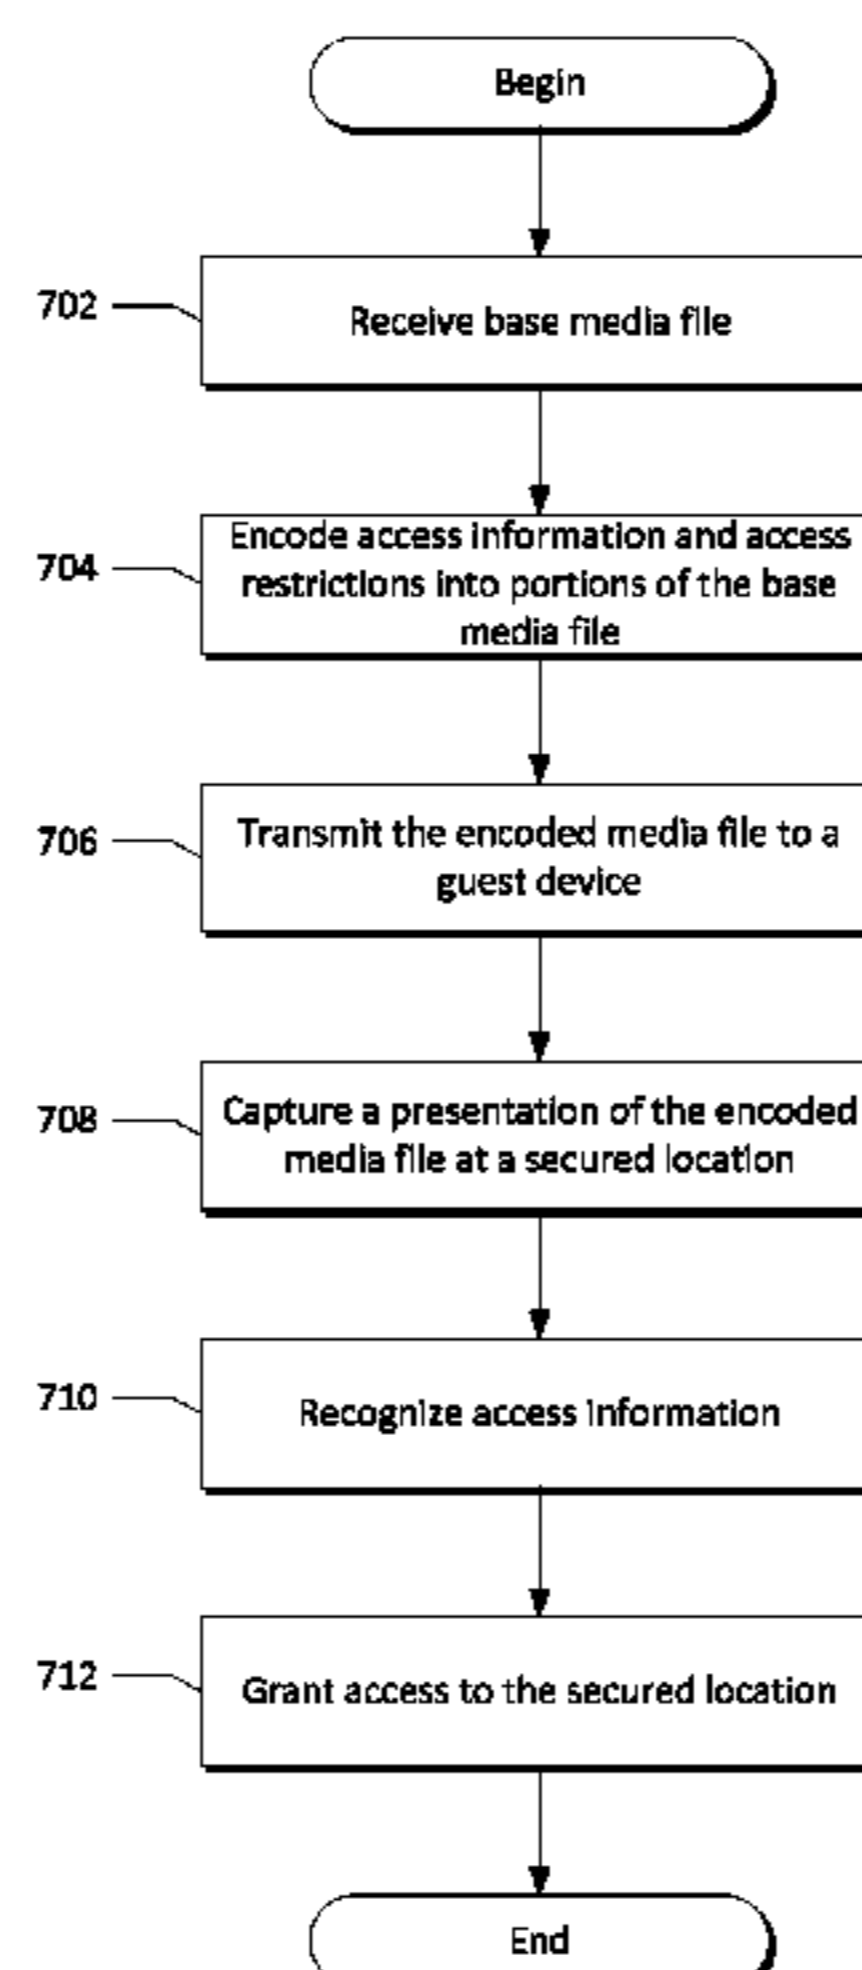 Begin
702
Receive base media file
704
Encode access information and access
restrictions into portions of the base
media file
706
Transmit the encoded media file to a
guest device
708
Capture a presentation of the encoded
media file at a secured location
710
Recognize access information
712
Grant access to the secured location
End